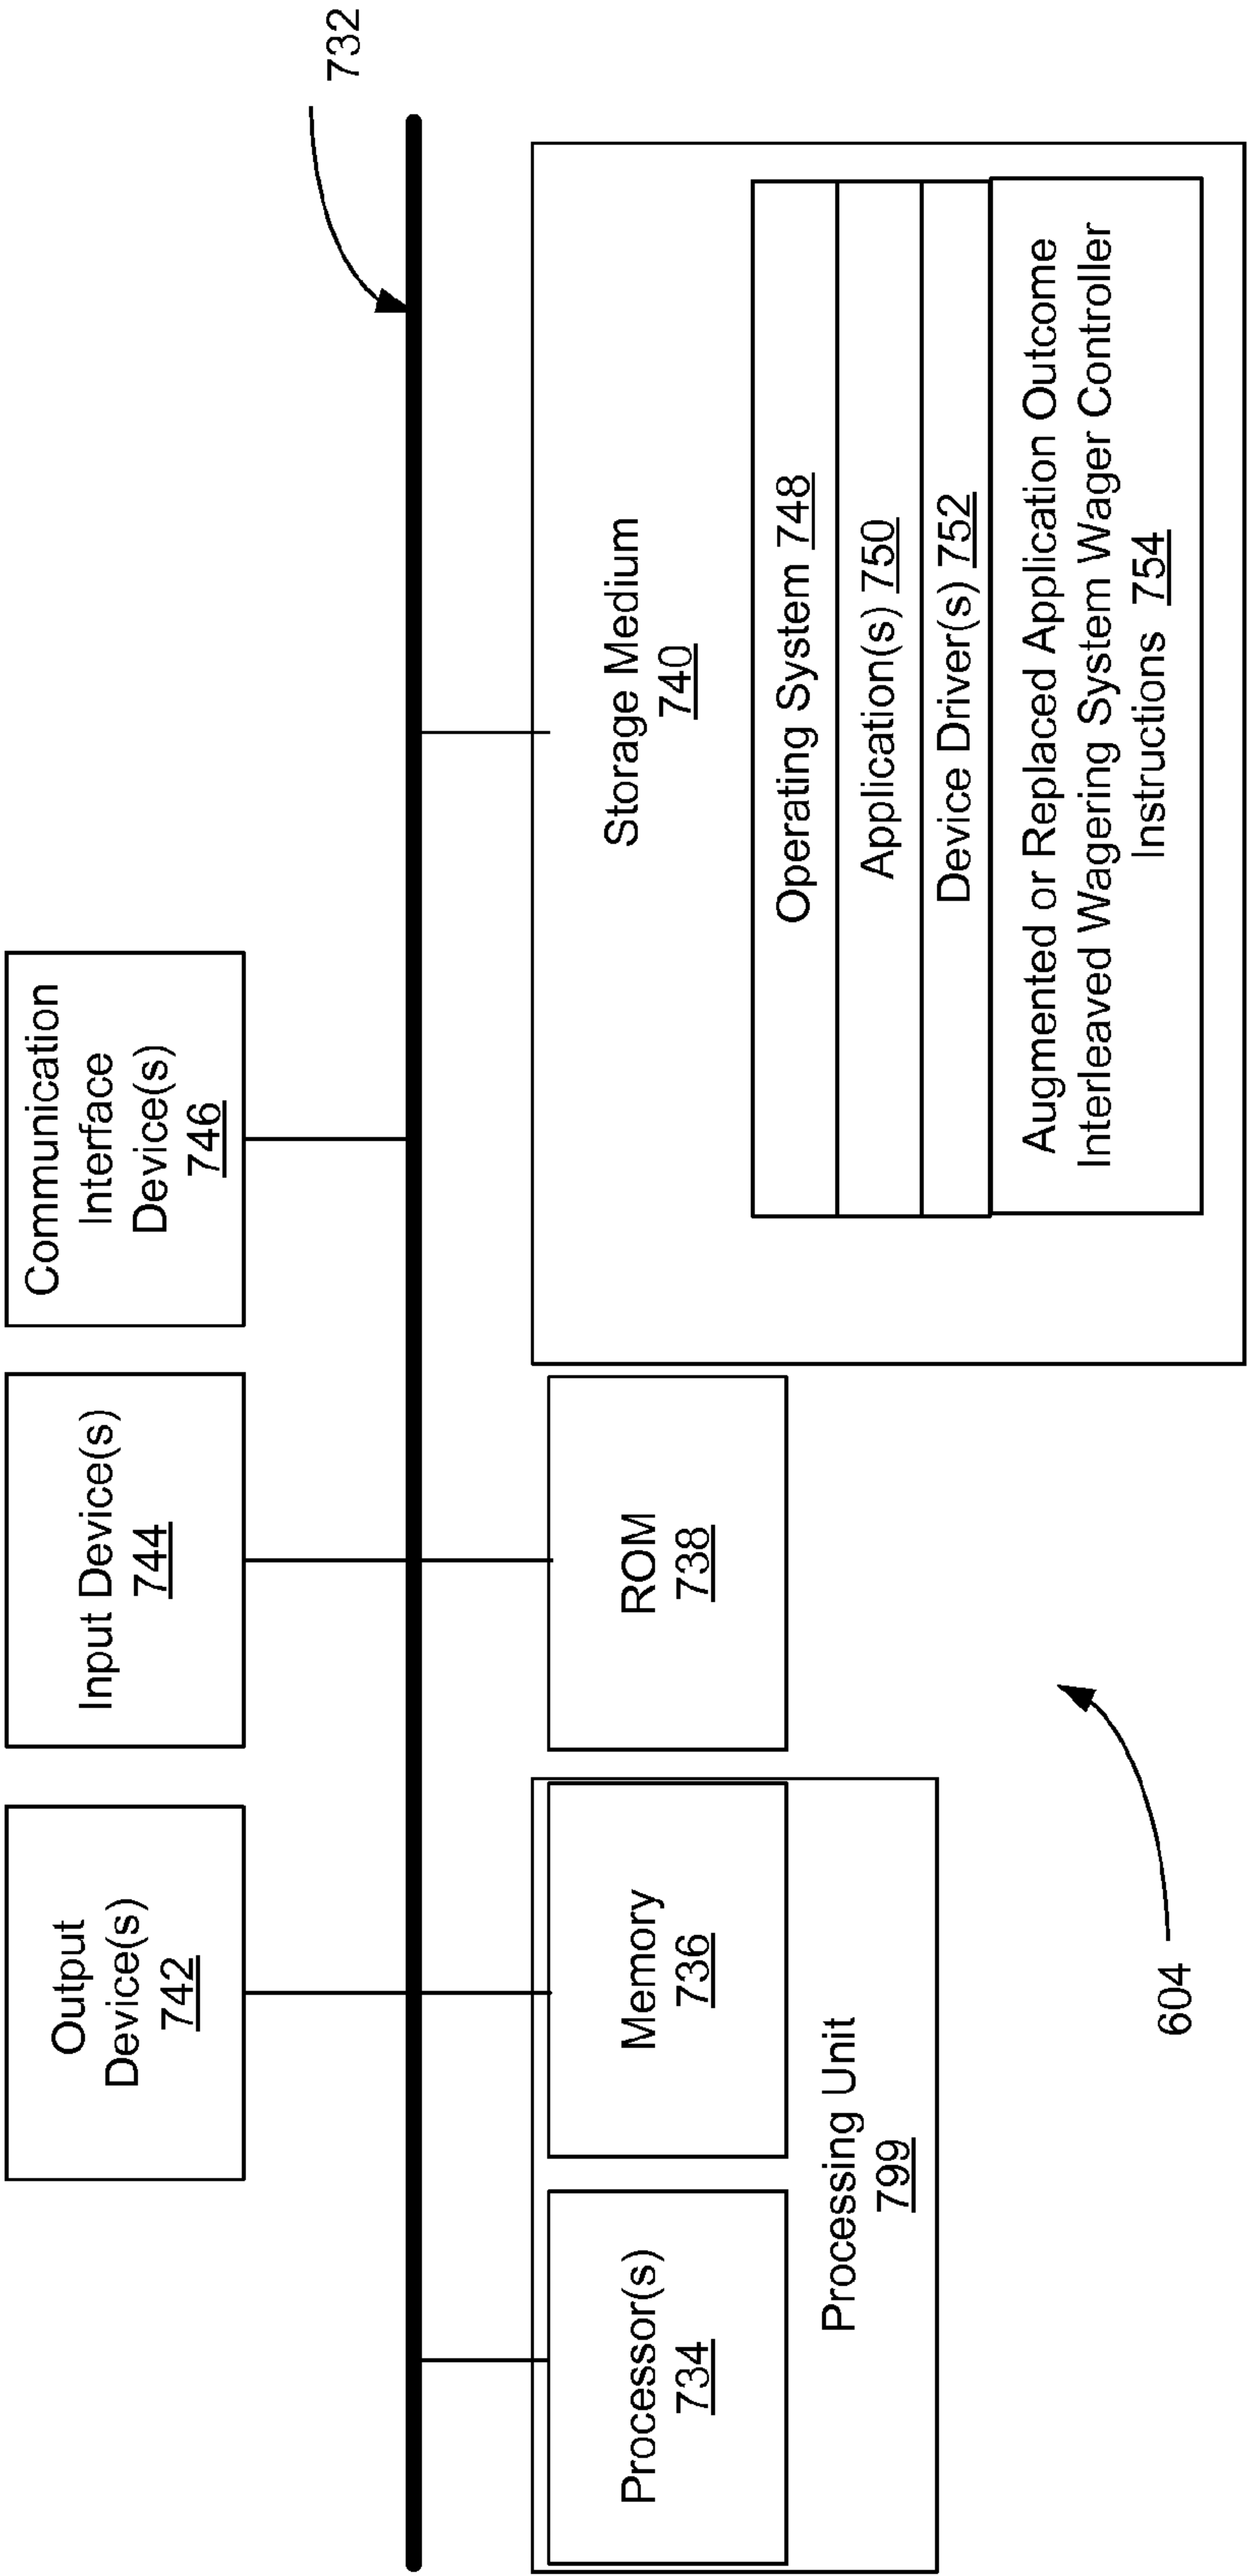 732
Output
Device(s)
742
Input Device(s)
744
Communication
Interface
Device(s)
746
Processor(s)
734
Memory
736
Processing Unit
799
ROM
738
Storage Medium
740
Operating System 748
Application(s) 750
Device Driver(s) 752
Augmented or Replaced Application Outcome
Interleaved Wagering System Wager Controller
Instructions 754
604